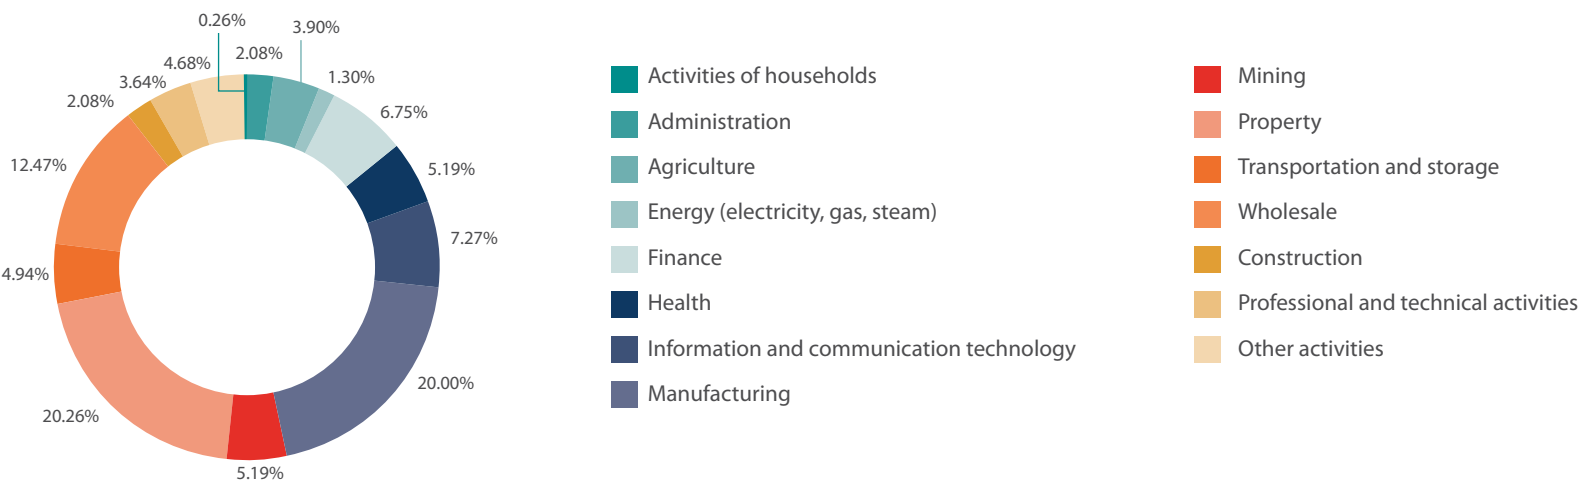 0.26%
2.08%
3.90%
1.30%
6.75%
5.19%
7.27%
20.00%
5.19%
20.26%
4.94%
12.47%
2.08%
3.64%
4.68%
Activities of households
Administration
Agriculture
Energy (electricity, gas, steam)
Finance
Health
Information and communication technology
Manufacturing
Mining
Property
Transportation and storage
Wholesale
Construction
Professional and technical activities
Other activities